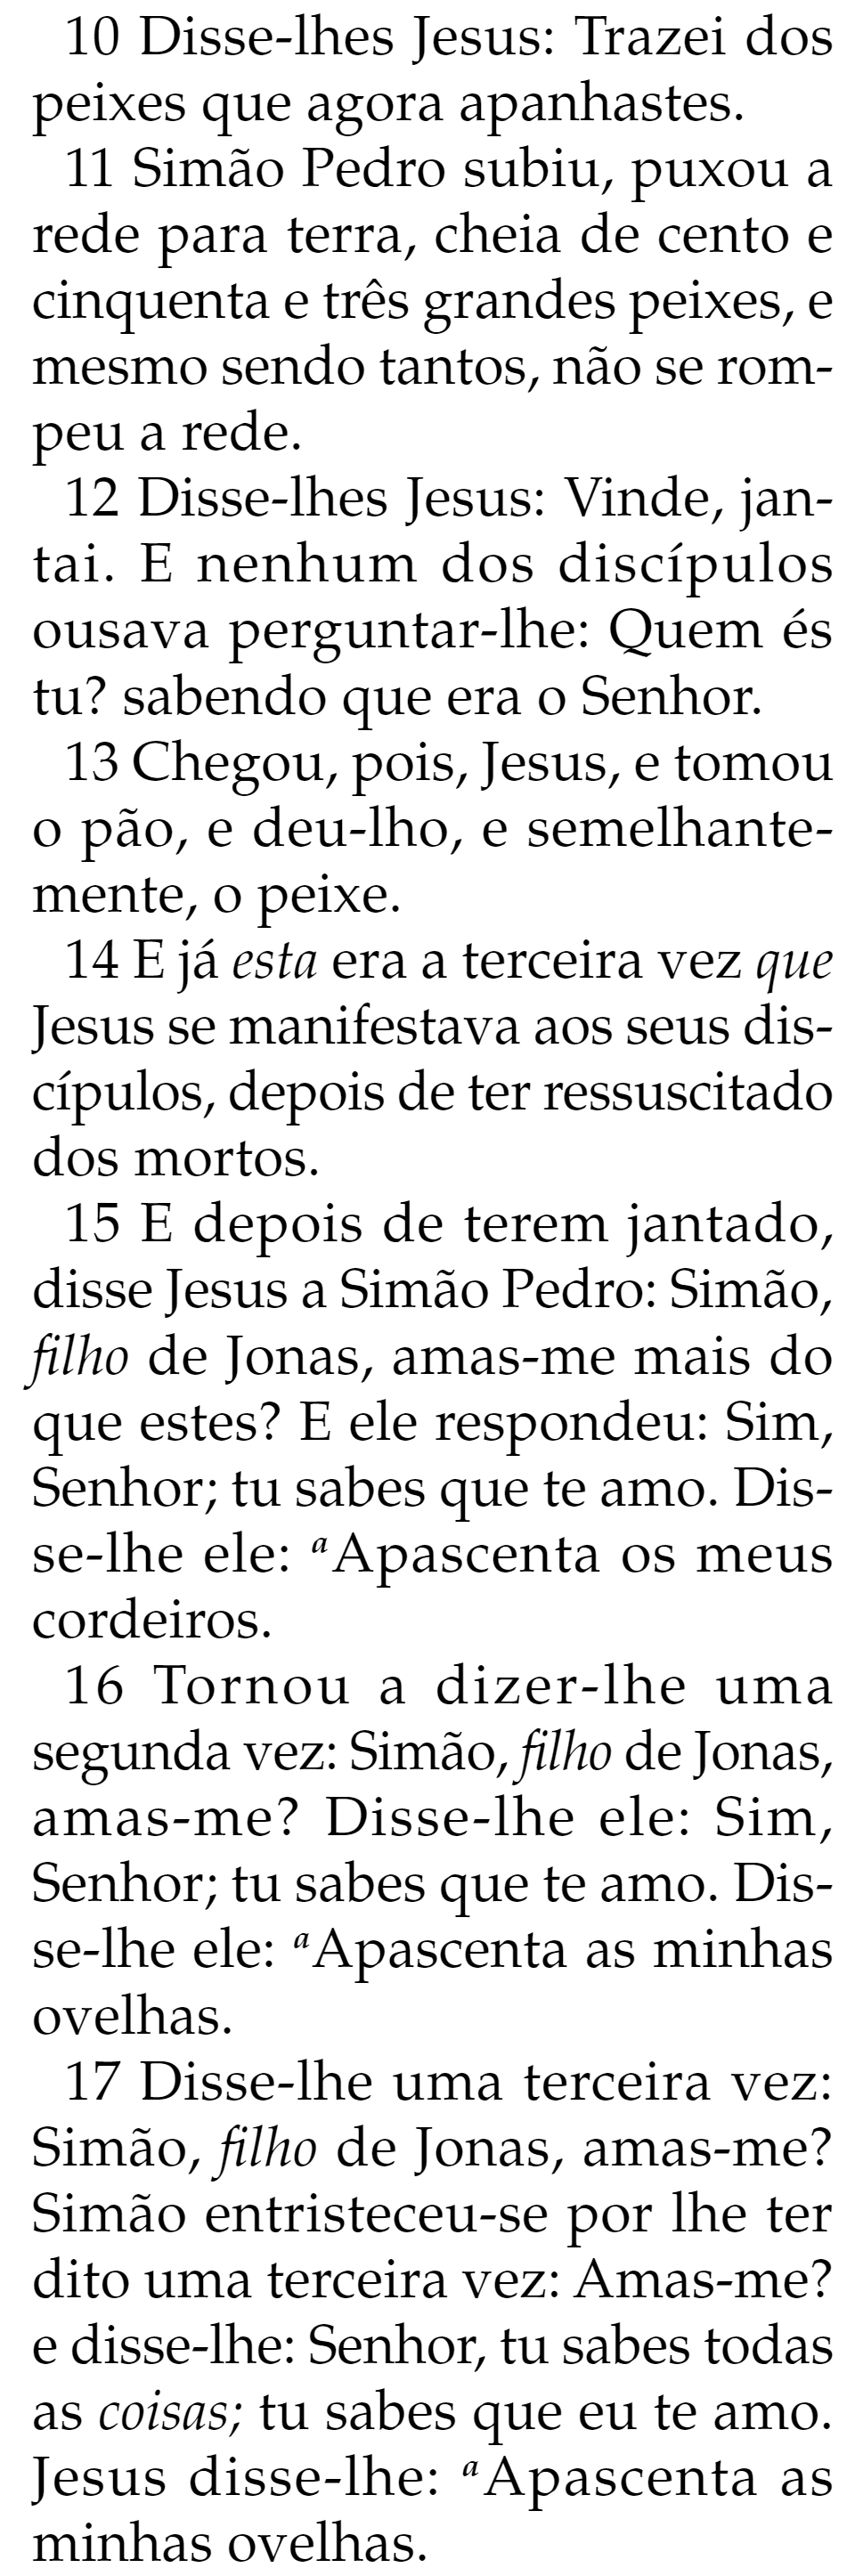 10 Disse-lhes Jesus: Trazei dos
peixes que agora apanhastes.
11 Simão Pedro subiu, puxou a
rede para terra, cheia de cento e
cinquenta e três grandes peixes, e
mesmo sendo tantos, não se rom-
peu a rede.
12 Disse-lhes Jesus: Vinde, jan-
tai. E nenhum dos discípulos
ousava perguntar-lhe: Quem és
tu? sabendo que era o Senhor.
13 Chegou, pois, Jesus, e tomou
o pão, e deu-lho, e semelhante-
mente, o peixe.
14 E já esta era a terceira vez que
Jesus se manifestava aos seus dis-
cípulos, depois de ter ressuscitado
dos mortos.
15 E depois de terem jantado,
disse Jesus a Simão Pedro: Simão,
filho de Jonas, amas-me mais do
que estes? E ele respondeu: Sim,
Senhor; tu sabes que te amo. Dis-
se-lhe ele: ªApascenta os meus
cordeiros.
16 Tornou a dizer-lhe uma
segunda vez: Simão, filho de Jonas,
amas-me? Disse-lhe ele: Sim,
Senhor; tu sabes que te amo. Dis-
se-lhe ele: ªApascenta as minhas
ovelhas.
17 Disse-lhe uma terceira vez:
Simão, filho de Jonas, amas-me?
Simão entristeceu-se por lhe ter
dito uma terceira vez: Amas-me?
e disse-lhe: Senhor, tu sabes todas
as coisas; tu sabes que eu te amo.
Jesus disse-lhe: ªApascenta as
minhas ovelhas.